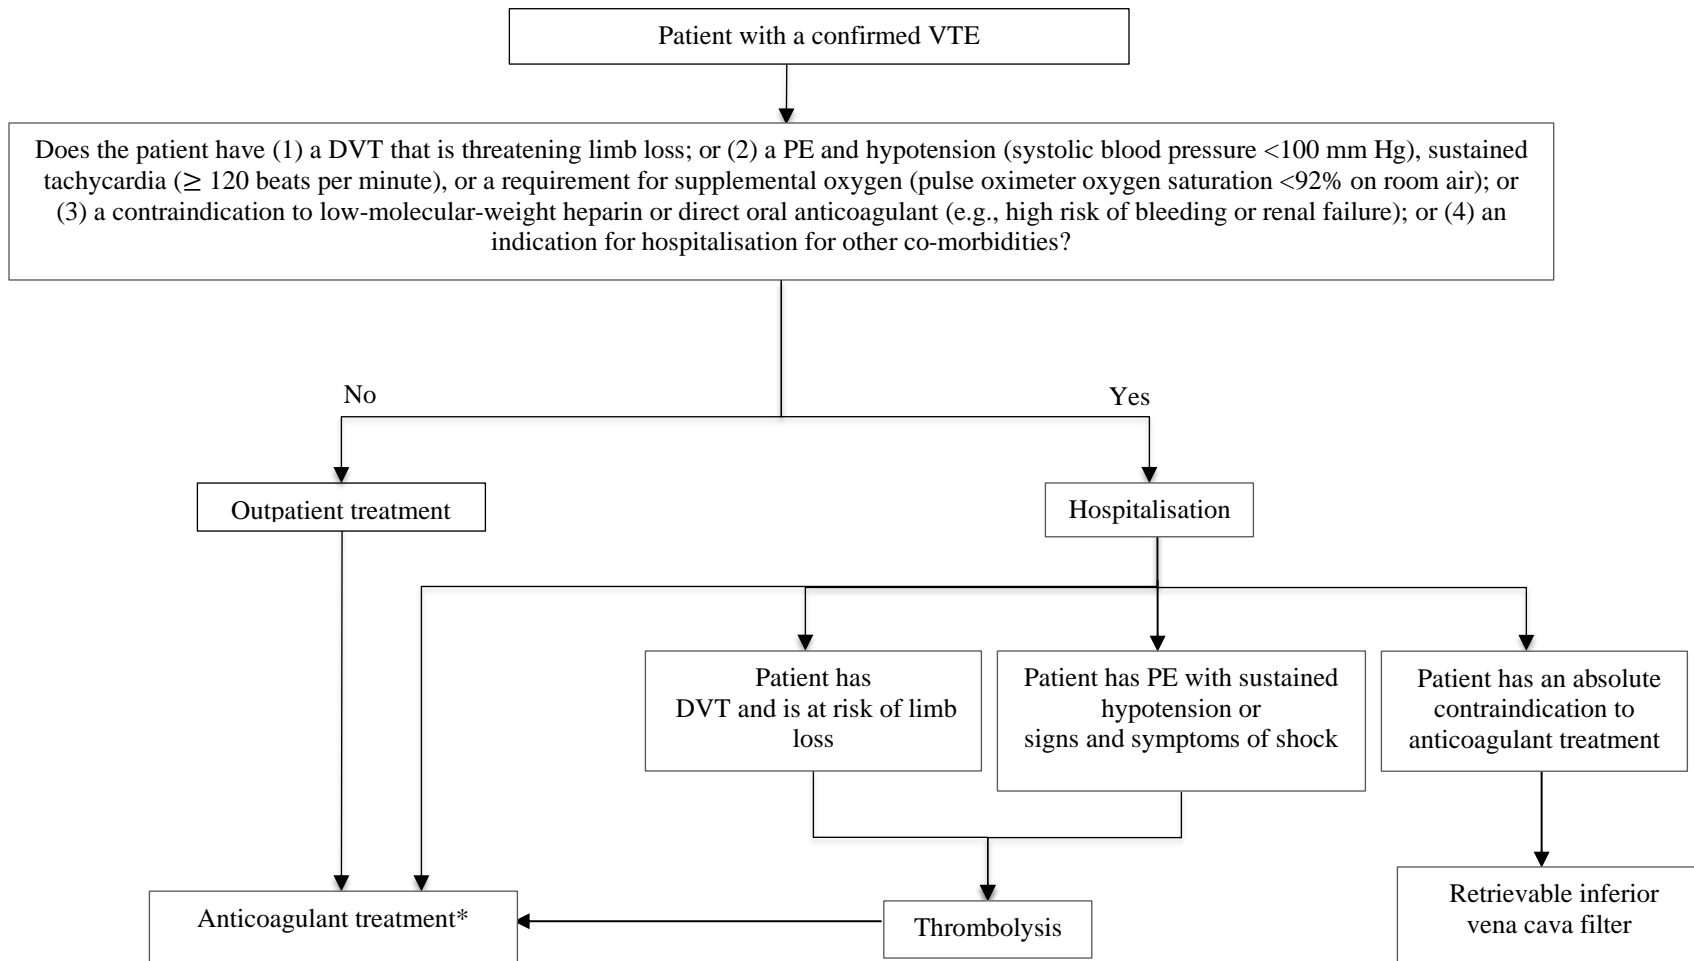 Patient with a confirmed VTE
Does the patient have (1) a DVT that is threatening limb loss; or (2) a PE and hypotension (systolic blood pressure <100 mm Hg), sustained
tachycardia (≥ 120 beats per minute), or a requirement for supplemental oxygen (pulse oximeter oxygen saturation <92% on room air); or
(3) a contraindication to low-molecular-weight heparin or direct oral anticoagulant (e.g., high risk of bleeding or renal failure); or (4) an
indication for hospitalisation for other co-morbidities?
No
Yes
Outpatient treatment
Hospitalisation
Patient has
DVT and is at risk of limb
loss
Patient has PE with sustained
hypotension or
signs and symptoms of shock
Patient has an absolute
contraindication to
anticoagulant treatment
Anticoagulant treatment*
Thrombolysis
Retrievable inferior
vena cava filter